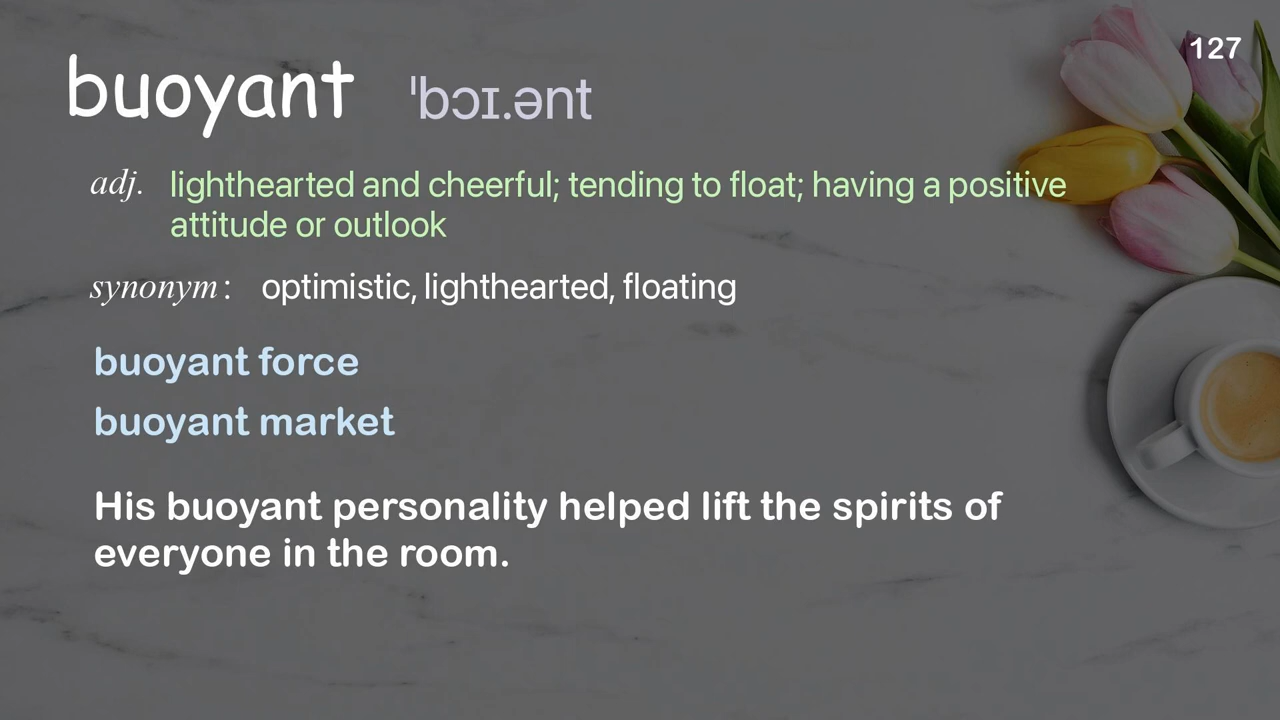 127
buoyant ˈbɔɪ.ənt
adj. lighthearted and cheerful; tending to float; having a positive
attitude or outlook
synonym: optimistic, lighthearted, floating
buoyant force
buoyant market
His buoyant personality helped lift the spirits of
everyone in the room.